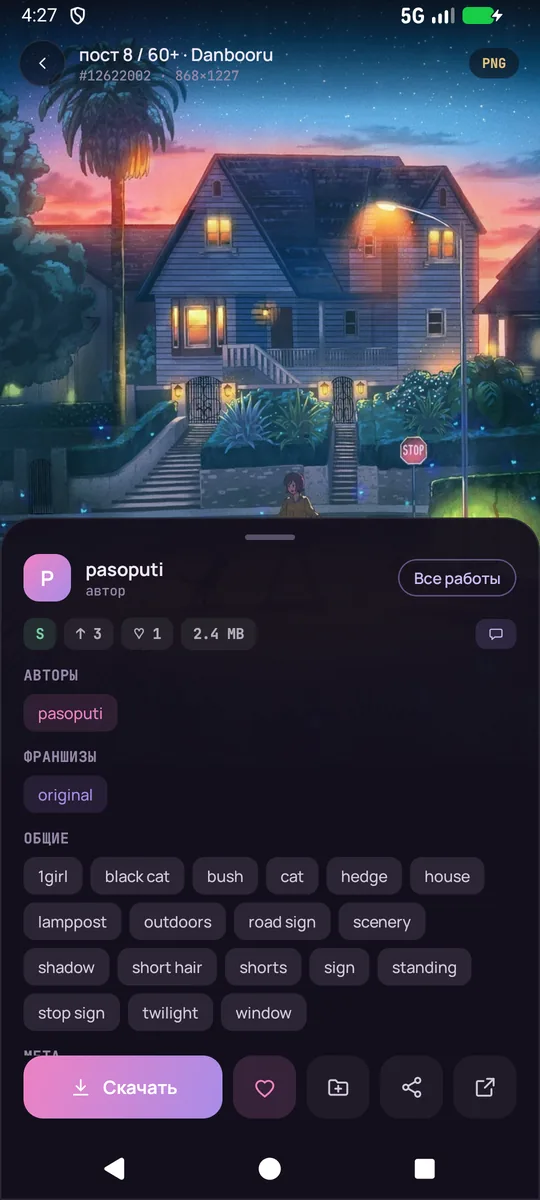 4:27
5G
пост 8 / 60+ · Danbooru
#12622002 · 868×1227
PNG
STOP
P
pasoputi
автор
Все работы
S
↑ 3
♡ 1
2.4 MB
АВТОРЫ
pasoputi
ФРАНШИЗЫ
original
ОБЩИЕ
1girl black cat bush cat hedge house
lamppost outdoors road sign scenery
shadow short hair shorts sign standing
stop sign twilight window
МЕТА
Скачать